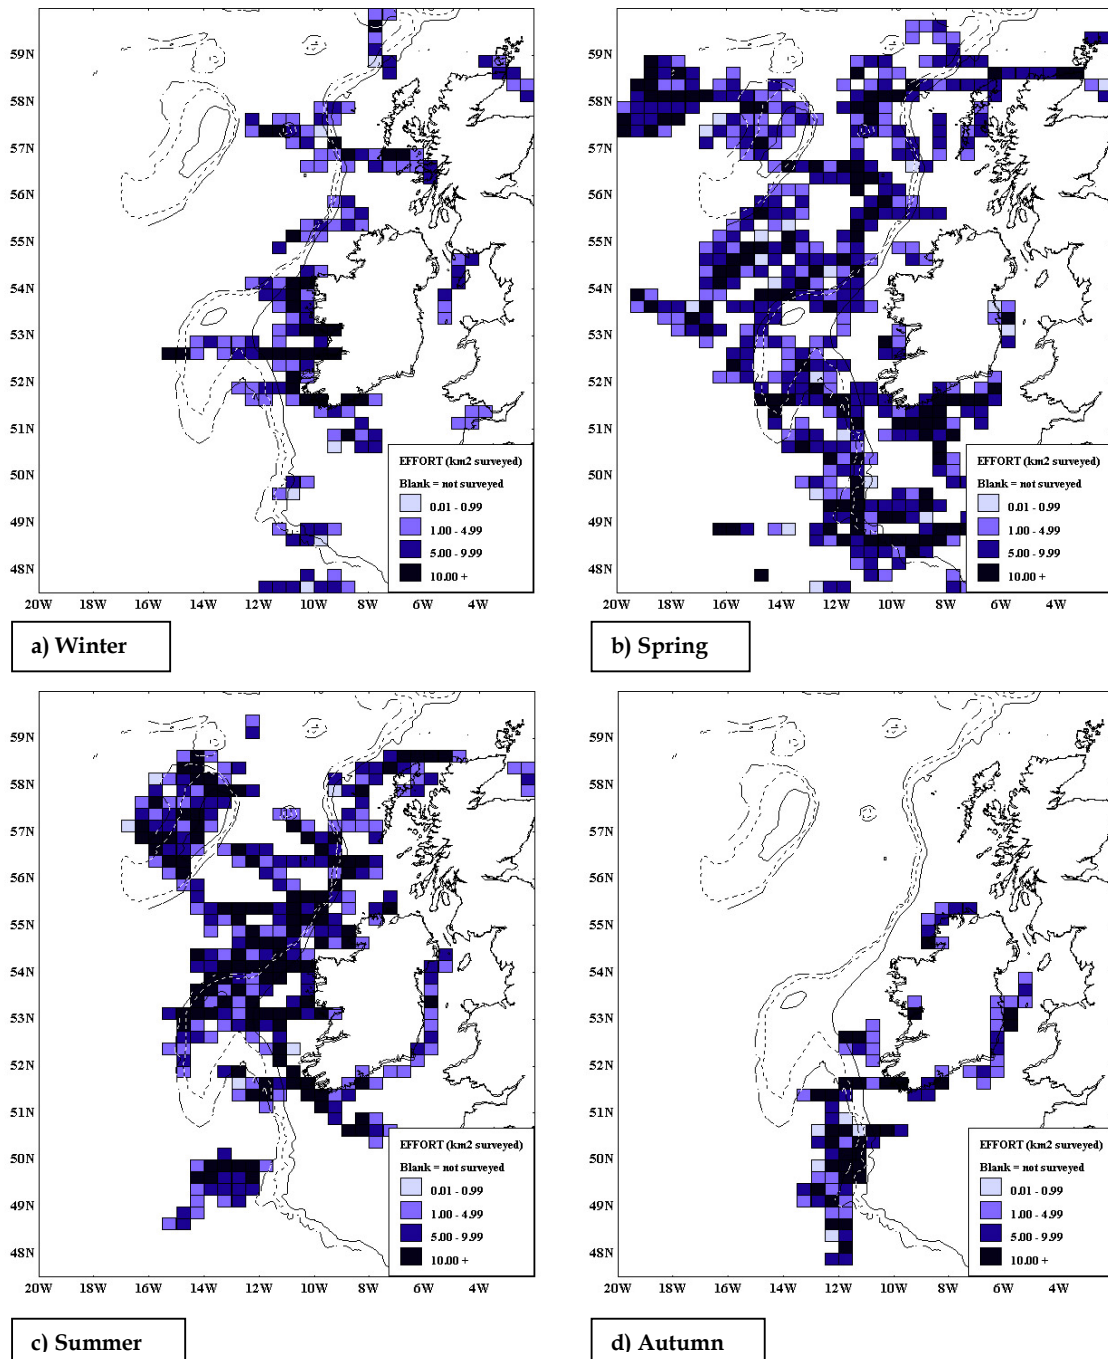 59N
58N
57N
56N
55N
54N
53N
52N
51N
50N
49N
48N
20W 18W 16W 14W 12W 10W 8W 6W 4W
EFFORT (km2 surveyed)
Blank = not surveyed
0.01 - 0.99
1.00 - 4.99
5.00 - 9.99
10.00 +
a) Winter
59N
58N
57N
56N
55N
54N
53N
52N
51N
50N
49N
48N
20W 18W 16W 14W 12W 10W 8W 6W 4W
EFFORT (km2 surveyed)
Blank = not surveyed
0.01 - 0.99
1.00 - 4.99
5.00 - 9.99
10.00 +
b) Spring
59N
58N
57N
56N
55N
54N
53N
52N
51N
50N
49N
48N
20W 18W 16W 14W 12W 10W 8W 6W 4W
EFFORT (km2 surveyed)
Blank = not surveyed
0.01 - 0.99
1.00 - 4.99
5.00 - 9.99
10.00 +
c) Summer
59N
58N
57N
56N
55N
54N
53N
52N
51N
50N
49N
48N
20W 18W 16W 14W 12W 10W 8W 6W 4W
EFFORT (km2 surveyed)
Blank = not surveyed
0.01 - 0.99
1.00 - 4.99
5.00 - 9.99
10.00 +
d) Autumn